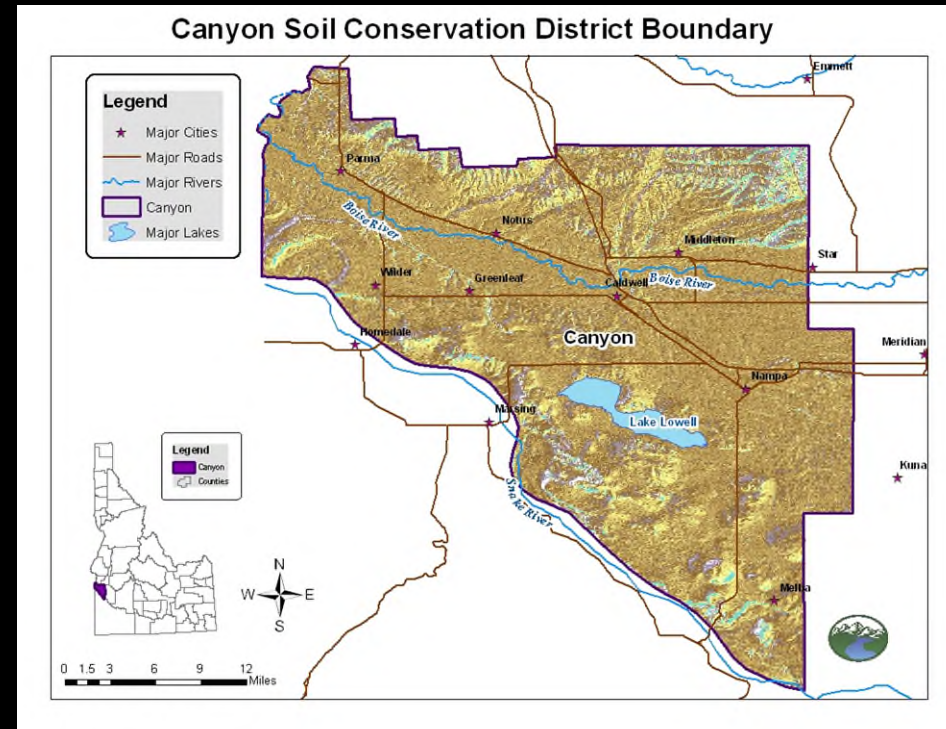 Canyon Soil Conservation District Boundary
Legend
Major Cities
Major Roads
Major Rivers
Canyon
Major Lakes
Emmett
Parma
Boise River
Notus
Middleton
Star
Wilder
Greenleaf
Caldwell
Boise River
Homedale
Canyon
Meridian
Nampa
Marsing
Lake Lowell
Kuna
Snake River
Melba
Legend
Canyon
Counties
N
W
E
S
0 1.5 3 6 9 12
Miles